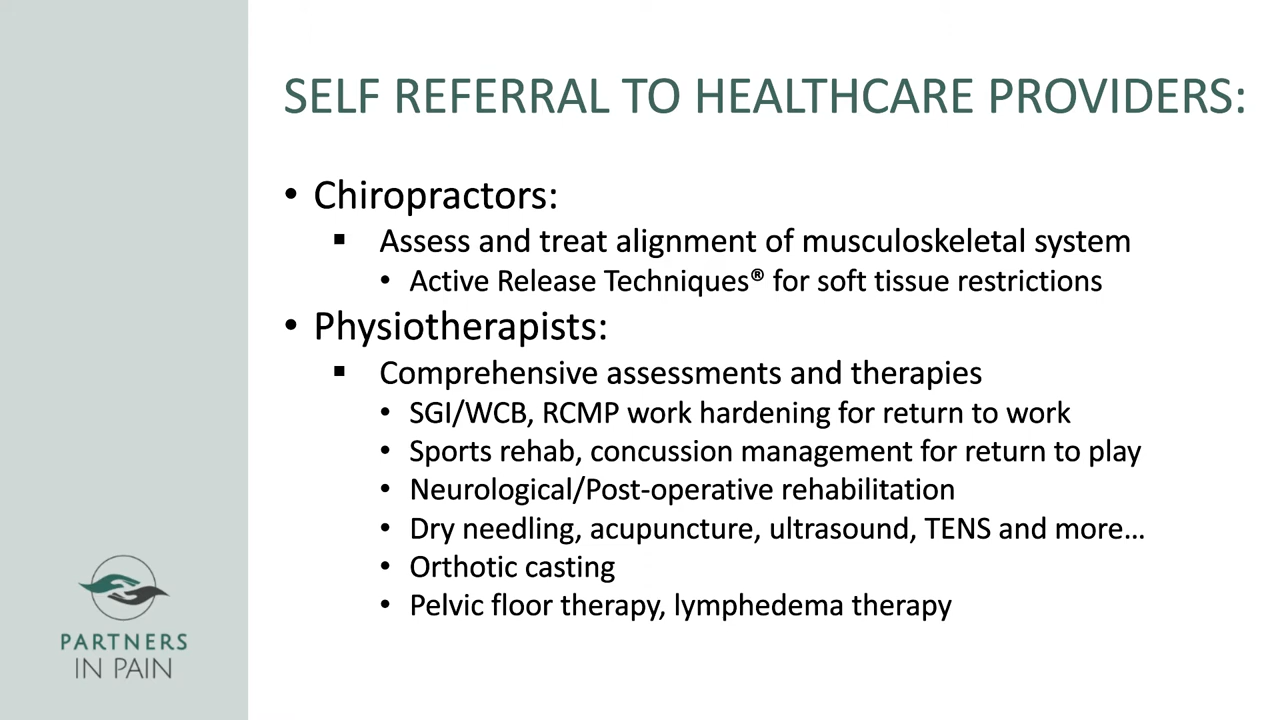 SELF REFERRAL TO HEALTHCARE PROVIDERS:
• Chiropractors:
▪ Assess and treat alignment of musculoskeletal system
• Active Release Techniques® for soft tissue restrictions
• Physiotherapists:
▪ Comprehensive assessments and therapies
• SGI/WCB, RCMP work hardening for return to work
• Sports rehab, concussion management for return to play
• Neurological/Post-operative rehabilitation
• Dry needling, acupuncture, ultrasound, TENS and more…
• Orthotic casting
• Pelvic floor therapy, lymphedema therapy
PARTNERS
IN PAIN